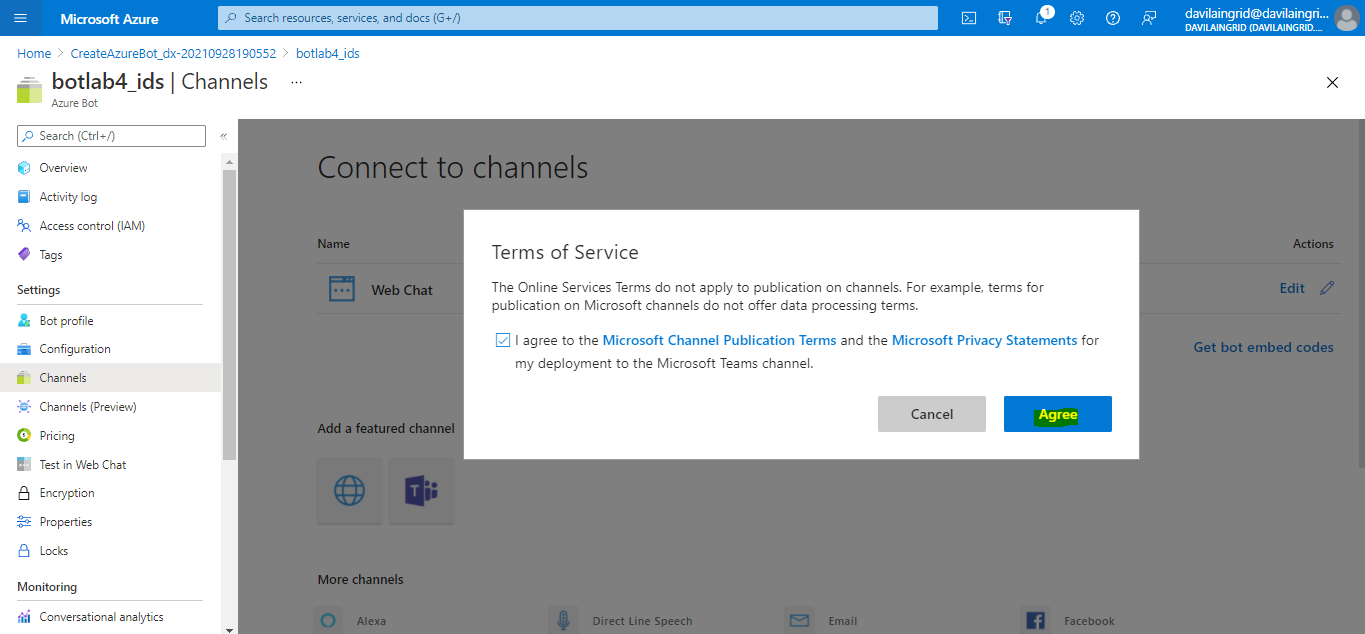 Microsoft Azure
Search resources, services, and docs (G+/)
1
davilaingrid@davilaingri...
DAVILAINGRID (DAVILAINGRID....
Home > CreateAzureBot_dx-20210928190552 > botlab4_ids
botlab4_ids | Channels ...
Azure Bot
Search (Ctrl+/)
«
Overview
Activity log
Access control (IAM)
Tags
Settings
Bot profile
Configuration
Channels
Channels (Preview)
Pricing
Test in Web Chat
Encryption
Properties
Locks
Monitoring
Conversational analytics
Connect to channels
Name
Actions
Web Chat
Edit
Get bot embed codes
Terms of Service
The Online Services Terms do not apply to publication on channels. For example, terms for
publication on Microsoft channels do not offer data processing terms.
I agree to the Microsoft Channel Publication Terms and the Microsoft Privacy Statements for
my deployment to the Microsoft Teams channel.
Cancel
Agree
Add a featured channel
T
More channels
Alexa
Direct Line Speech
Email
Facebook